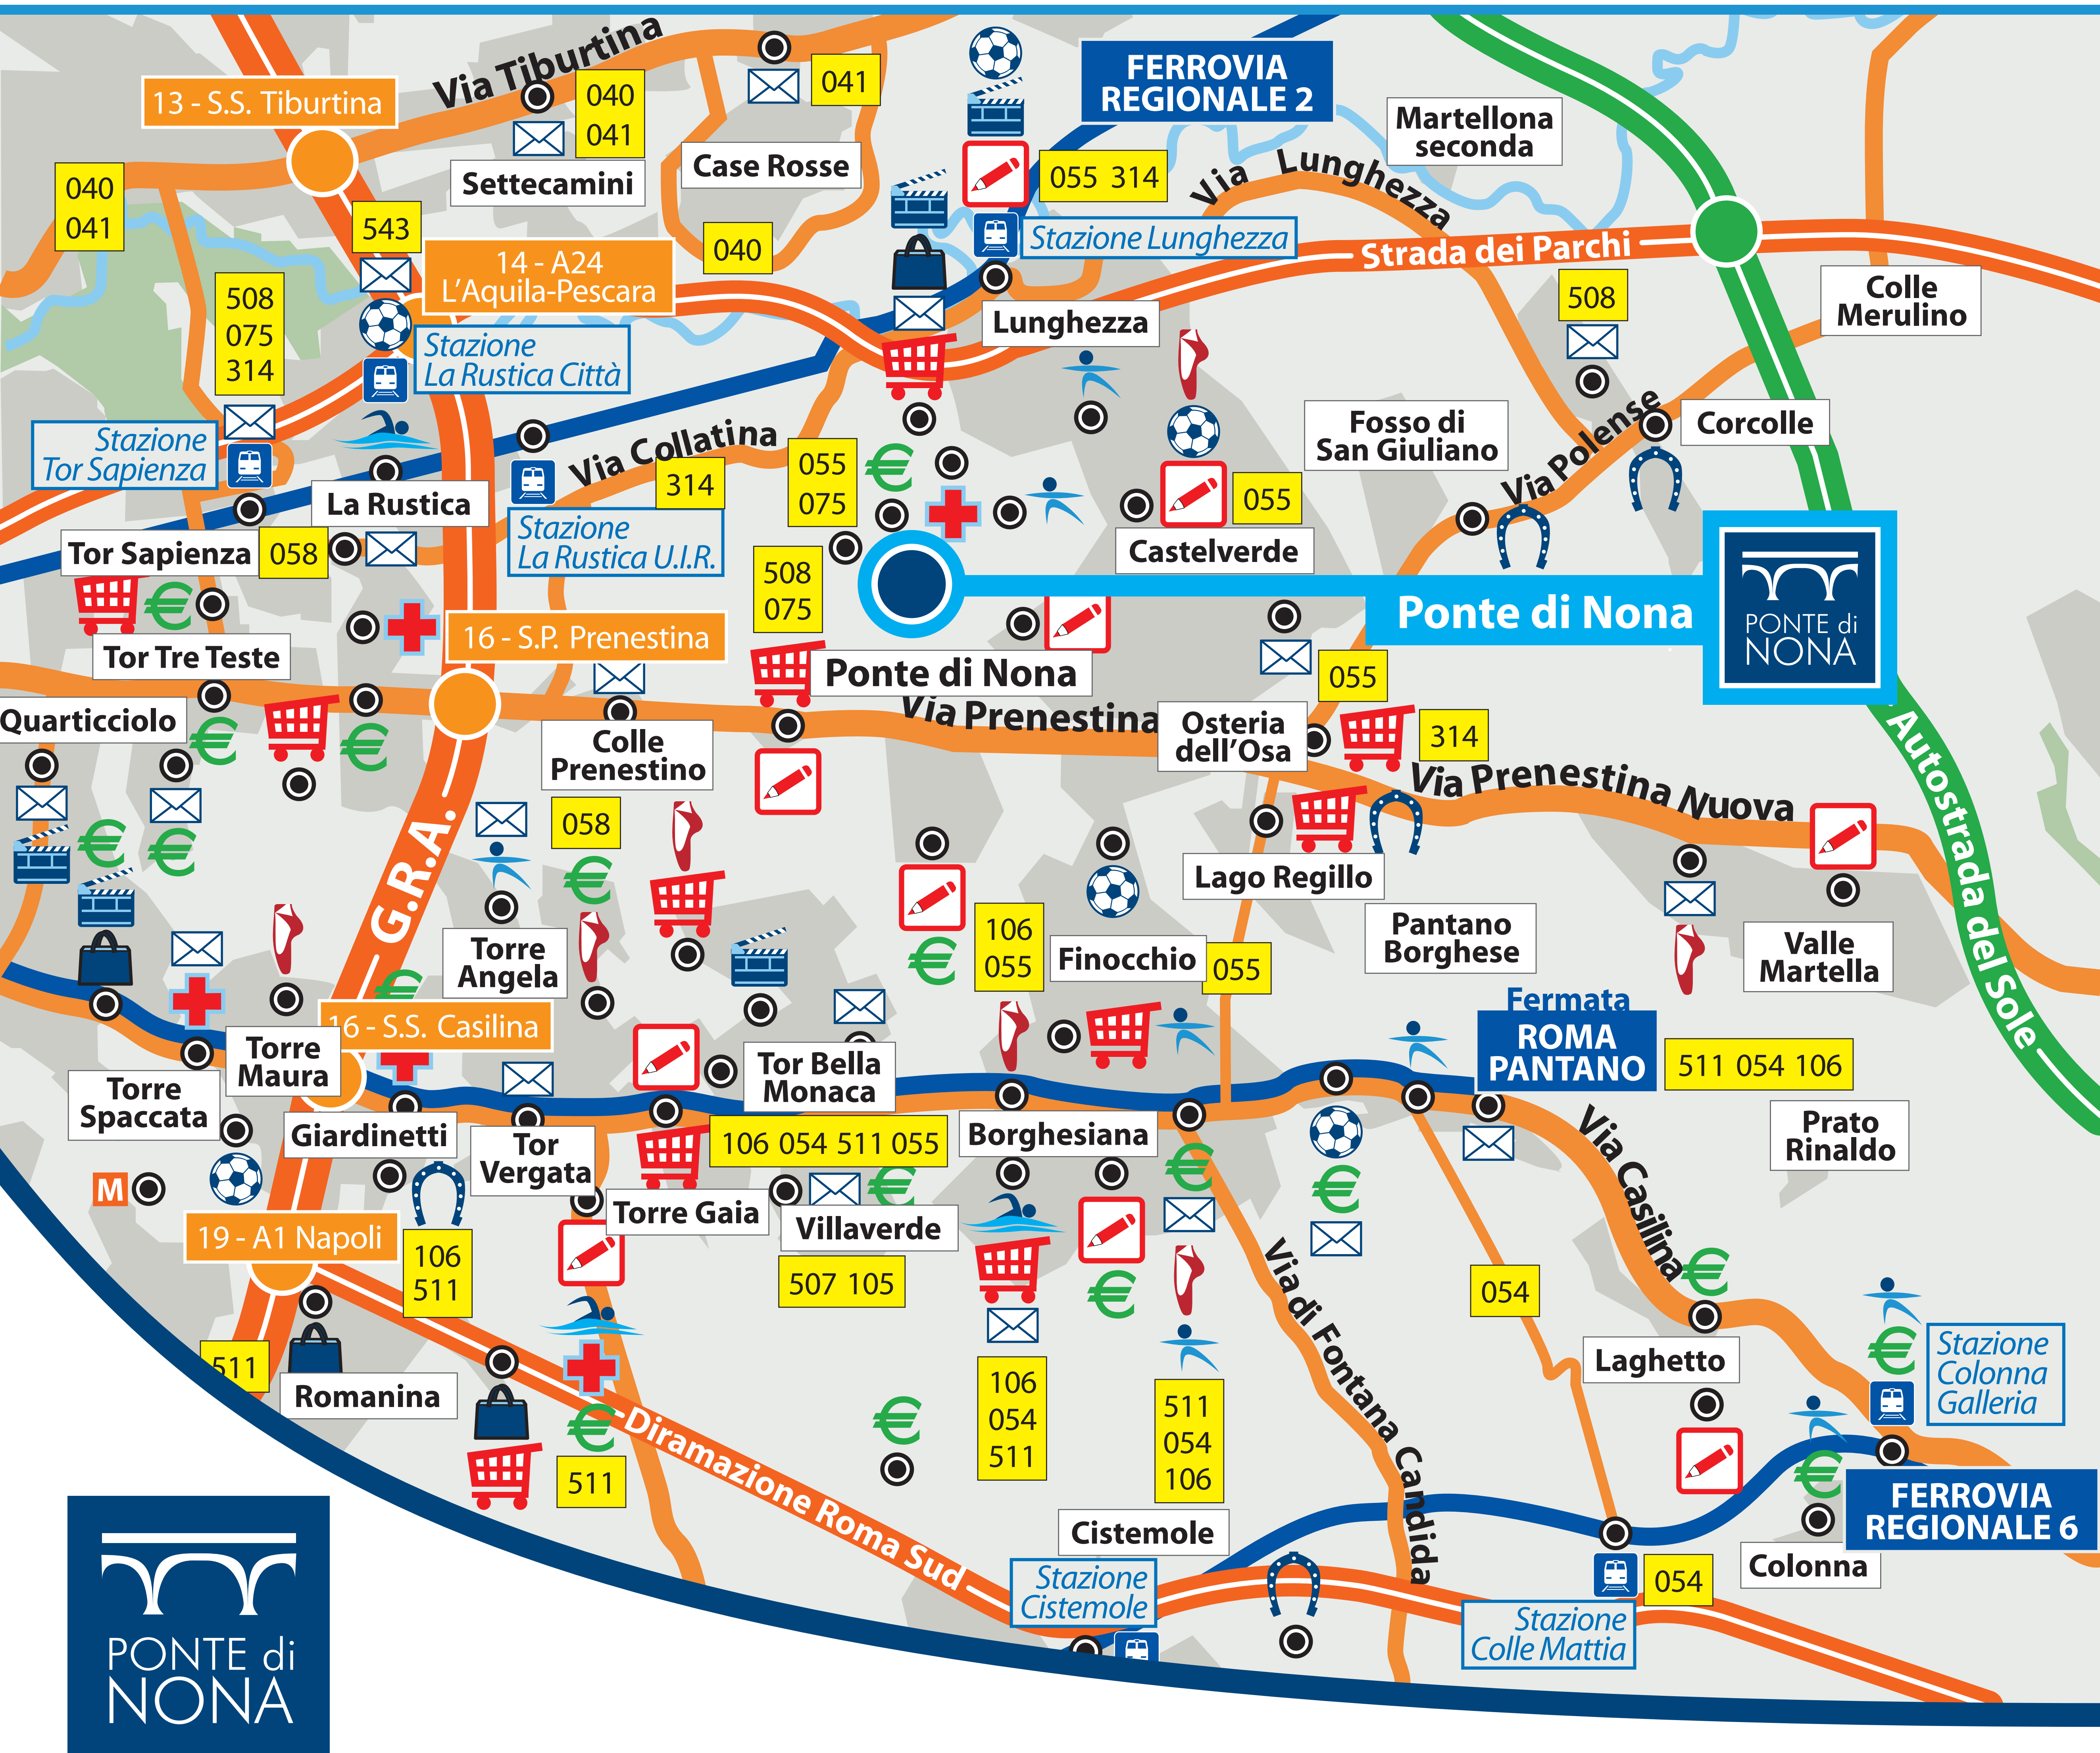 Via Tiburtina
FERROVIA
REGIONALE 2
13 - S.S. Tiburtina
040
041
041
Martellona
seconda
Settecamini
Case Rosse
055 314
Via Lunghezza
040
041
543
040
Stazione Lunghezza
Strada dei Parchi
14 - A24
L'Aquila-Pescara
508
075
314
508
Colle
Merulino
Lunghezza
Stazione
La Rustica Città
Stazione
Tor Sapienza
Via Collatina
Fosso di
San Giuliano
Via Polense
Corcolle
314
055
075
055
La Rustica
Stazione
La Rustica U.I.R.
Tor Sapienza
058
Castelverde
508
075
Ponte di Nona
PONTE di
NONA
16 - S.P. Prenestina
Tor Tre Teste
Ponte di Nona
055
Quarticciolo
Via Prenestina
Osteria
dell'Osa
314
Colle
Prenestino
Via Prenestina Nuova
Autostrada del Sole
058
G.R.A.
Lago Regillo
106
055
Finocchio
055
Pantano
Borghese
Valle
Martella
Torre
Angela
16 - S.S. Casilina
Fermata
ROMA
PANTANO
511 054 106
Torre
Maura
Tor Bella
Monaca
Torre
Spaccata
Giardinetti
Tor
Vergata
106 054 511 055
Borghesiana
Via Casilina
Prato
Rinaldo
M
Torre Gaia
Villaverde
19 - A1 Napoli
106
511
507 105
Via di Fontana Candida
054
511
Romanina
Laghetto
Stazione
Colonna
Galleria
106
054
511
511
054
106
511
Diramazione Roma Sud
FERROVIA
REGIONALE 6
Cistemole
Colonna
Stazione
Cistemole
054
Stazione
Colle Mattia
PONTE di
NONA